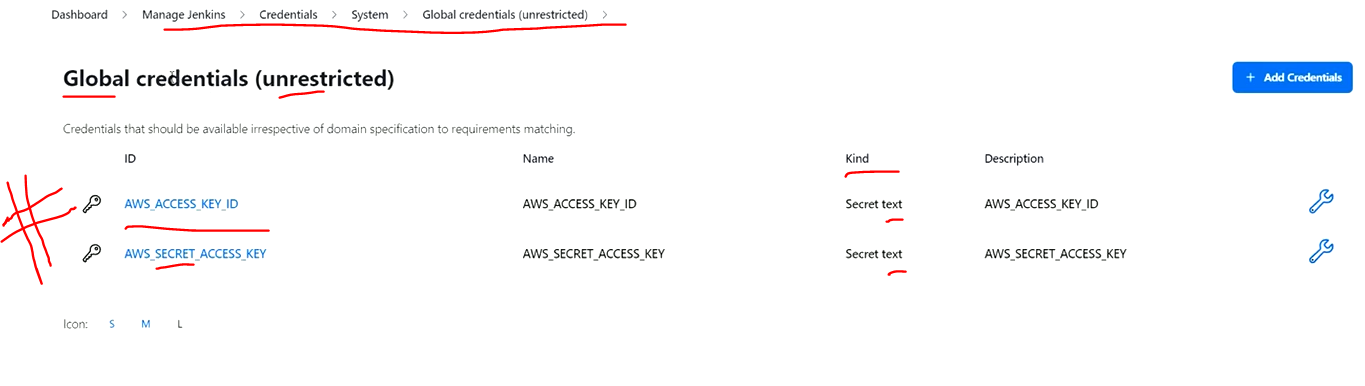 Dashboard > Manage Jenkins > Credentials > System > Global credentials (unrestricted) >
Global credentials (unrestricted)
+ Add Credentials
Credentials that should be available irrespective of domain specification to requirements matching.
ID Name Kind Description
AWS_ACCESS_KEY_ID AWS_ACCESS_KEY_ID Secret text AWS_ACCESS_KEY_ID
AWS_SECRET_ACCESS_KEY AWS_SECRET_ACCESS_KEY Secret text AWS_SECRET_ACCESS_KEY
Icon: S M L